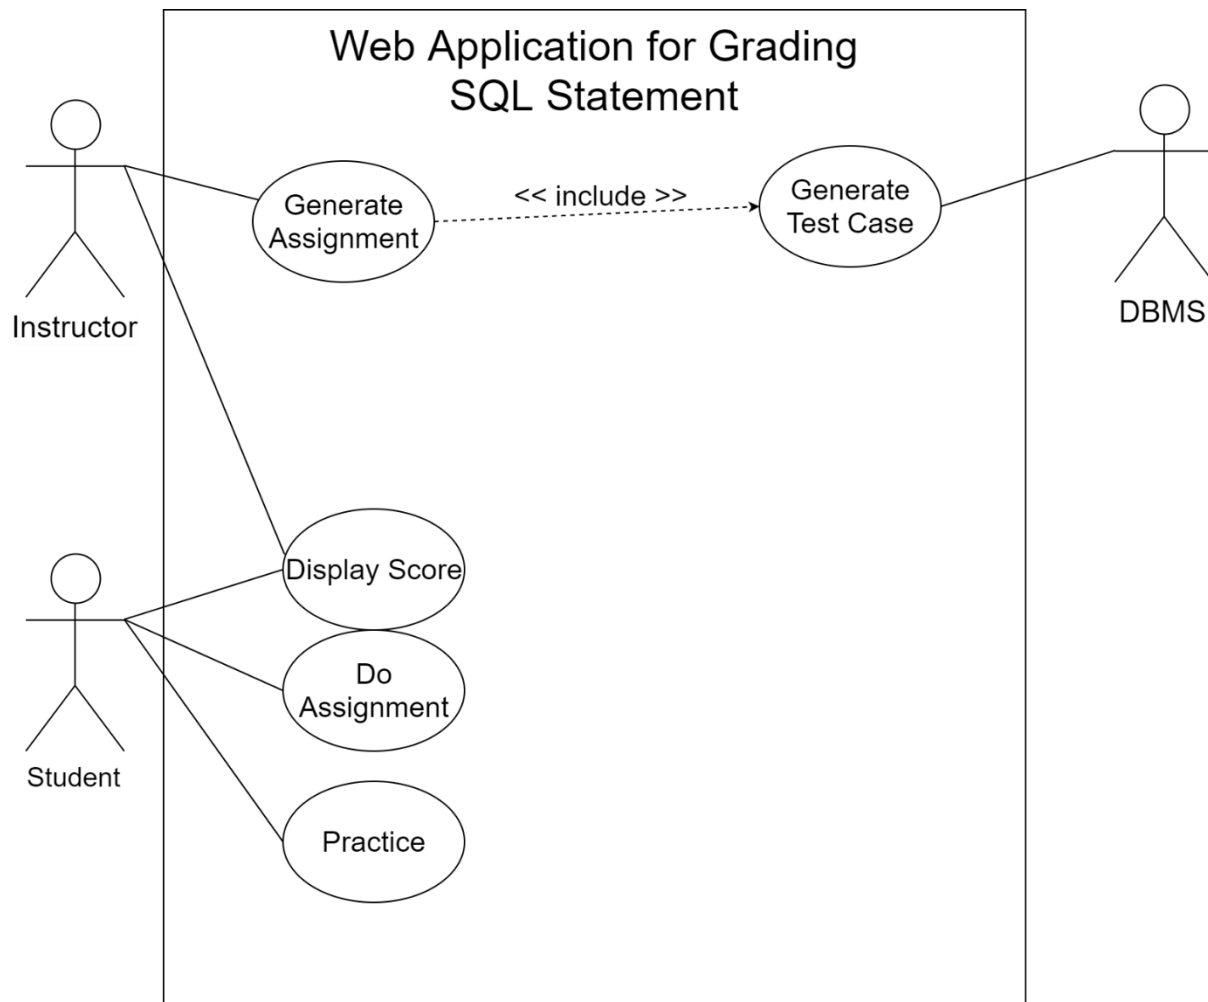 Web Application for Grading
SQL Statement
Generate
Assignment
<< include >>
Generate
Test Case
Instructor
DBMS
Display Score
Do
Assignment
Student
Practice